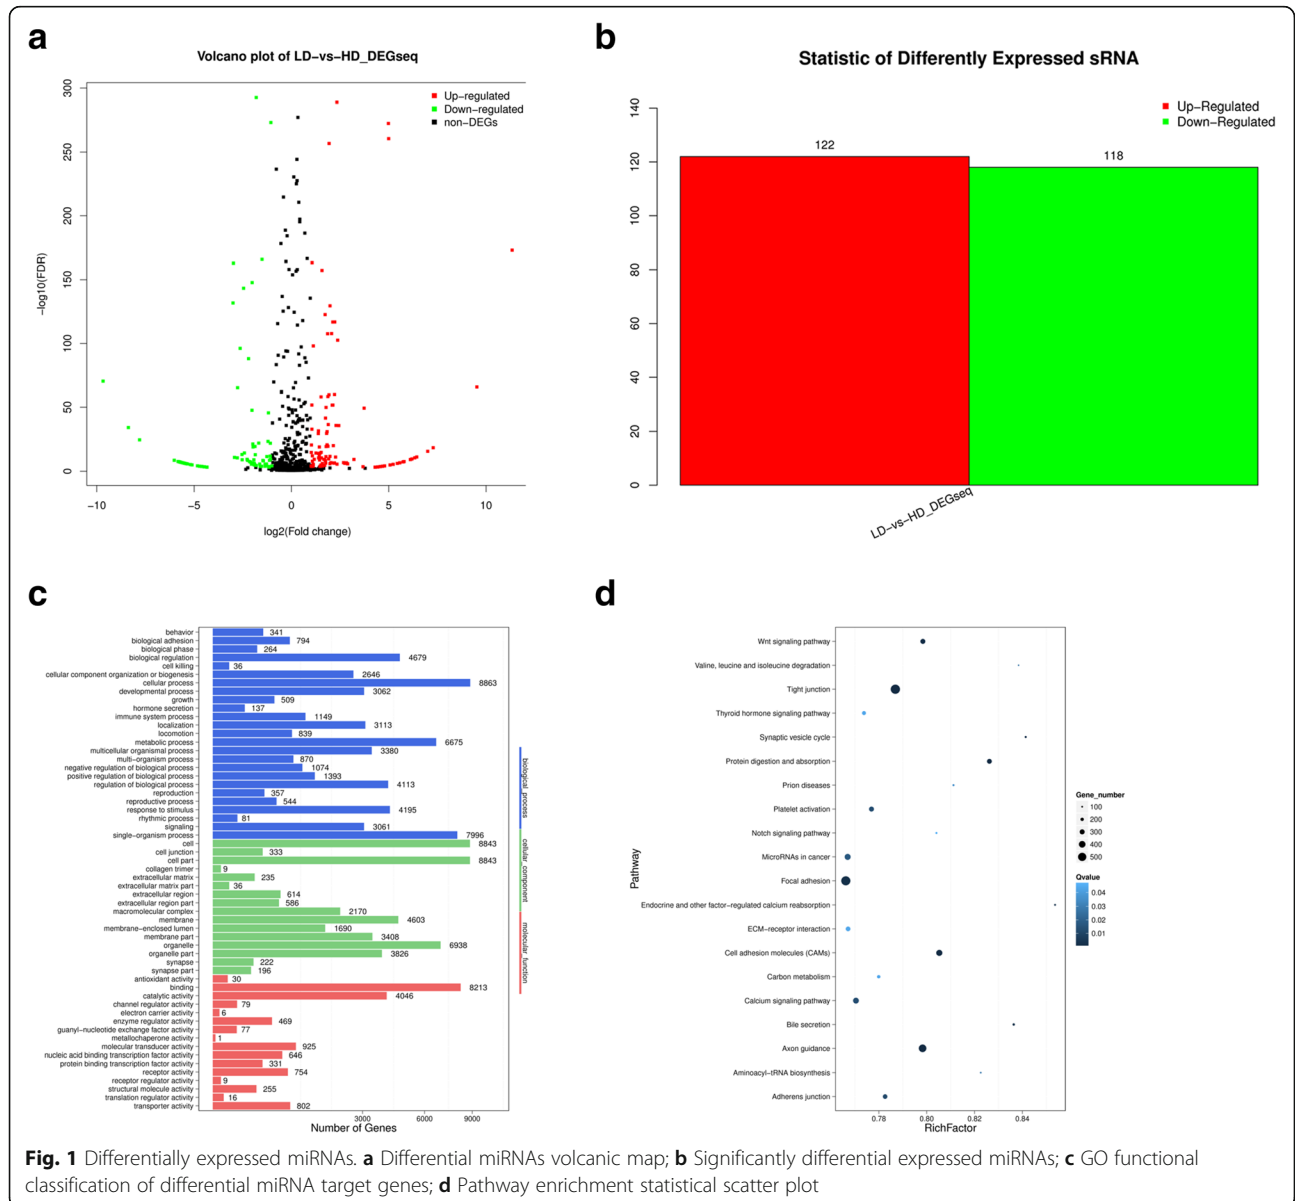 a
Volcano plot of LD-vs-HD_DEGseq
Up-regulated
Down-regulated
non-DEGs
300
250
200
150
100
50
0
-log10(FDR)
-10
-5
0
5
10
log2(Fold change)
b
Statistic of Differently Expressed sRNA
Up-Regulated
Down-Regulated
140
120
100
80
60
40
20
0
122
118
LD-vs-HD_DEGseq
c
behavior 341
biological adhesion 794
biological phase 264
biological regulation 4679
cell killing 36
cellular component organization or biogenesis 2646
cellular process 8863
developmental process 3062
growth 509
hormone secretion 137
immune system process 1149
localization 3113
locomotion 839
metabolic process 6675
multicellular organismal process 3380
multi-organism process 870
negative regulation of biological process 1074
positive regulation of biological process 1393
regulation of biological process 4113
reproduction 357
reproductive process 544
response to stimulus 4195
rhythmic process 81
signaling 3061
single-organism process 7996
cell 8843
cell junction 333
cell part 8843
collagen trimer 9
extracellular matrix 235
extracellular matrix part 36
extracellular region 614
extracellular region part 586
macromolecular complex 2170
membrane 4603
membrane-enclosed lumen 1690
membrane part 3408
organelle 6938
organelle part 3826
synapse 222
synapse part 196
antioxidant activity 30
binding 8213
catalytic activity 4046
channel regulator activity 79
electron carrier activity 6
enzyme regulator activity 469
guanyl-nucleotide exchange factor activity 77
metallochaperone activity 1
molecular transducer activity 925
nucleic acid binding transcription factor activity 646
protein binding transcription factor activity 331
receptor activity 754
receptor regulator activity 9
structural molecule activity 255
translation regulator activity 16
transporter activity 802
biological_process
cellular_component
molecular_function
3000
6000
9000
Number of Genes
d
Pathway
Wnt signaling pathway
Valine, leucine and isoleucine degradation
Tight junction
Thyroid hormone signaling pathway
Synaptic vesicle cycle
Protein digestion and absorption
Prion diseases
Platelet activation
Notch signaling pathway
MicroRNAs in cancer
Focal adhesion
Endocrine and other factor-regulated calcium reabsorption
ECM-receptor interaction
Cell adhesion molecules (CAMs)
Carbon metabolism
Calcium signaling pathway
Bile secretion
Axon guidance
Aminoacyl-tRNA biosynthesis
Adherens junction
0.78
0.80
0.82
0.84
RichFactor
Gene_number
100
200
300
400
500
Qvalue
0.04
0.03
0.02
0.01
Fig. 1 Differentially expressed miRNAs. a Differential miRNAs volcanic map; b Significantly differential expressed miRNAs; c GO functional
classification of differential miRNA target genes; d Pathway enrichment statistical scatter plot